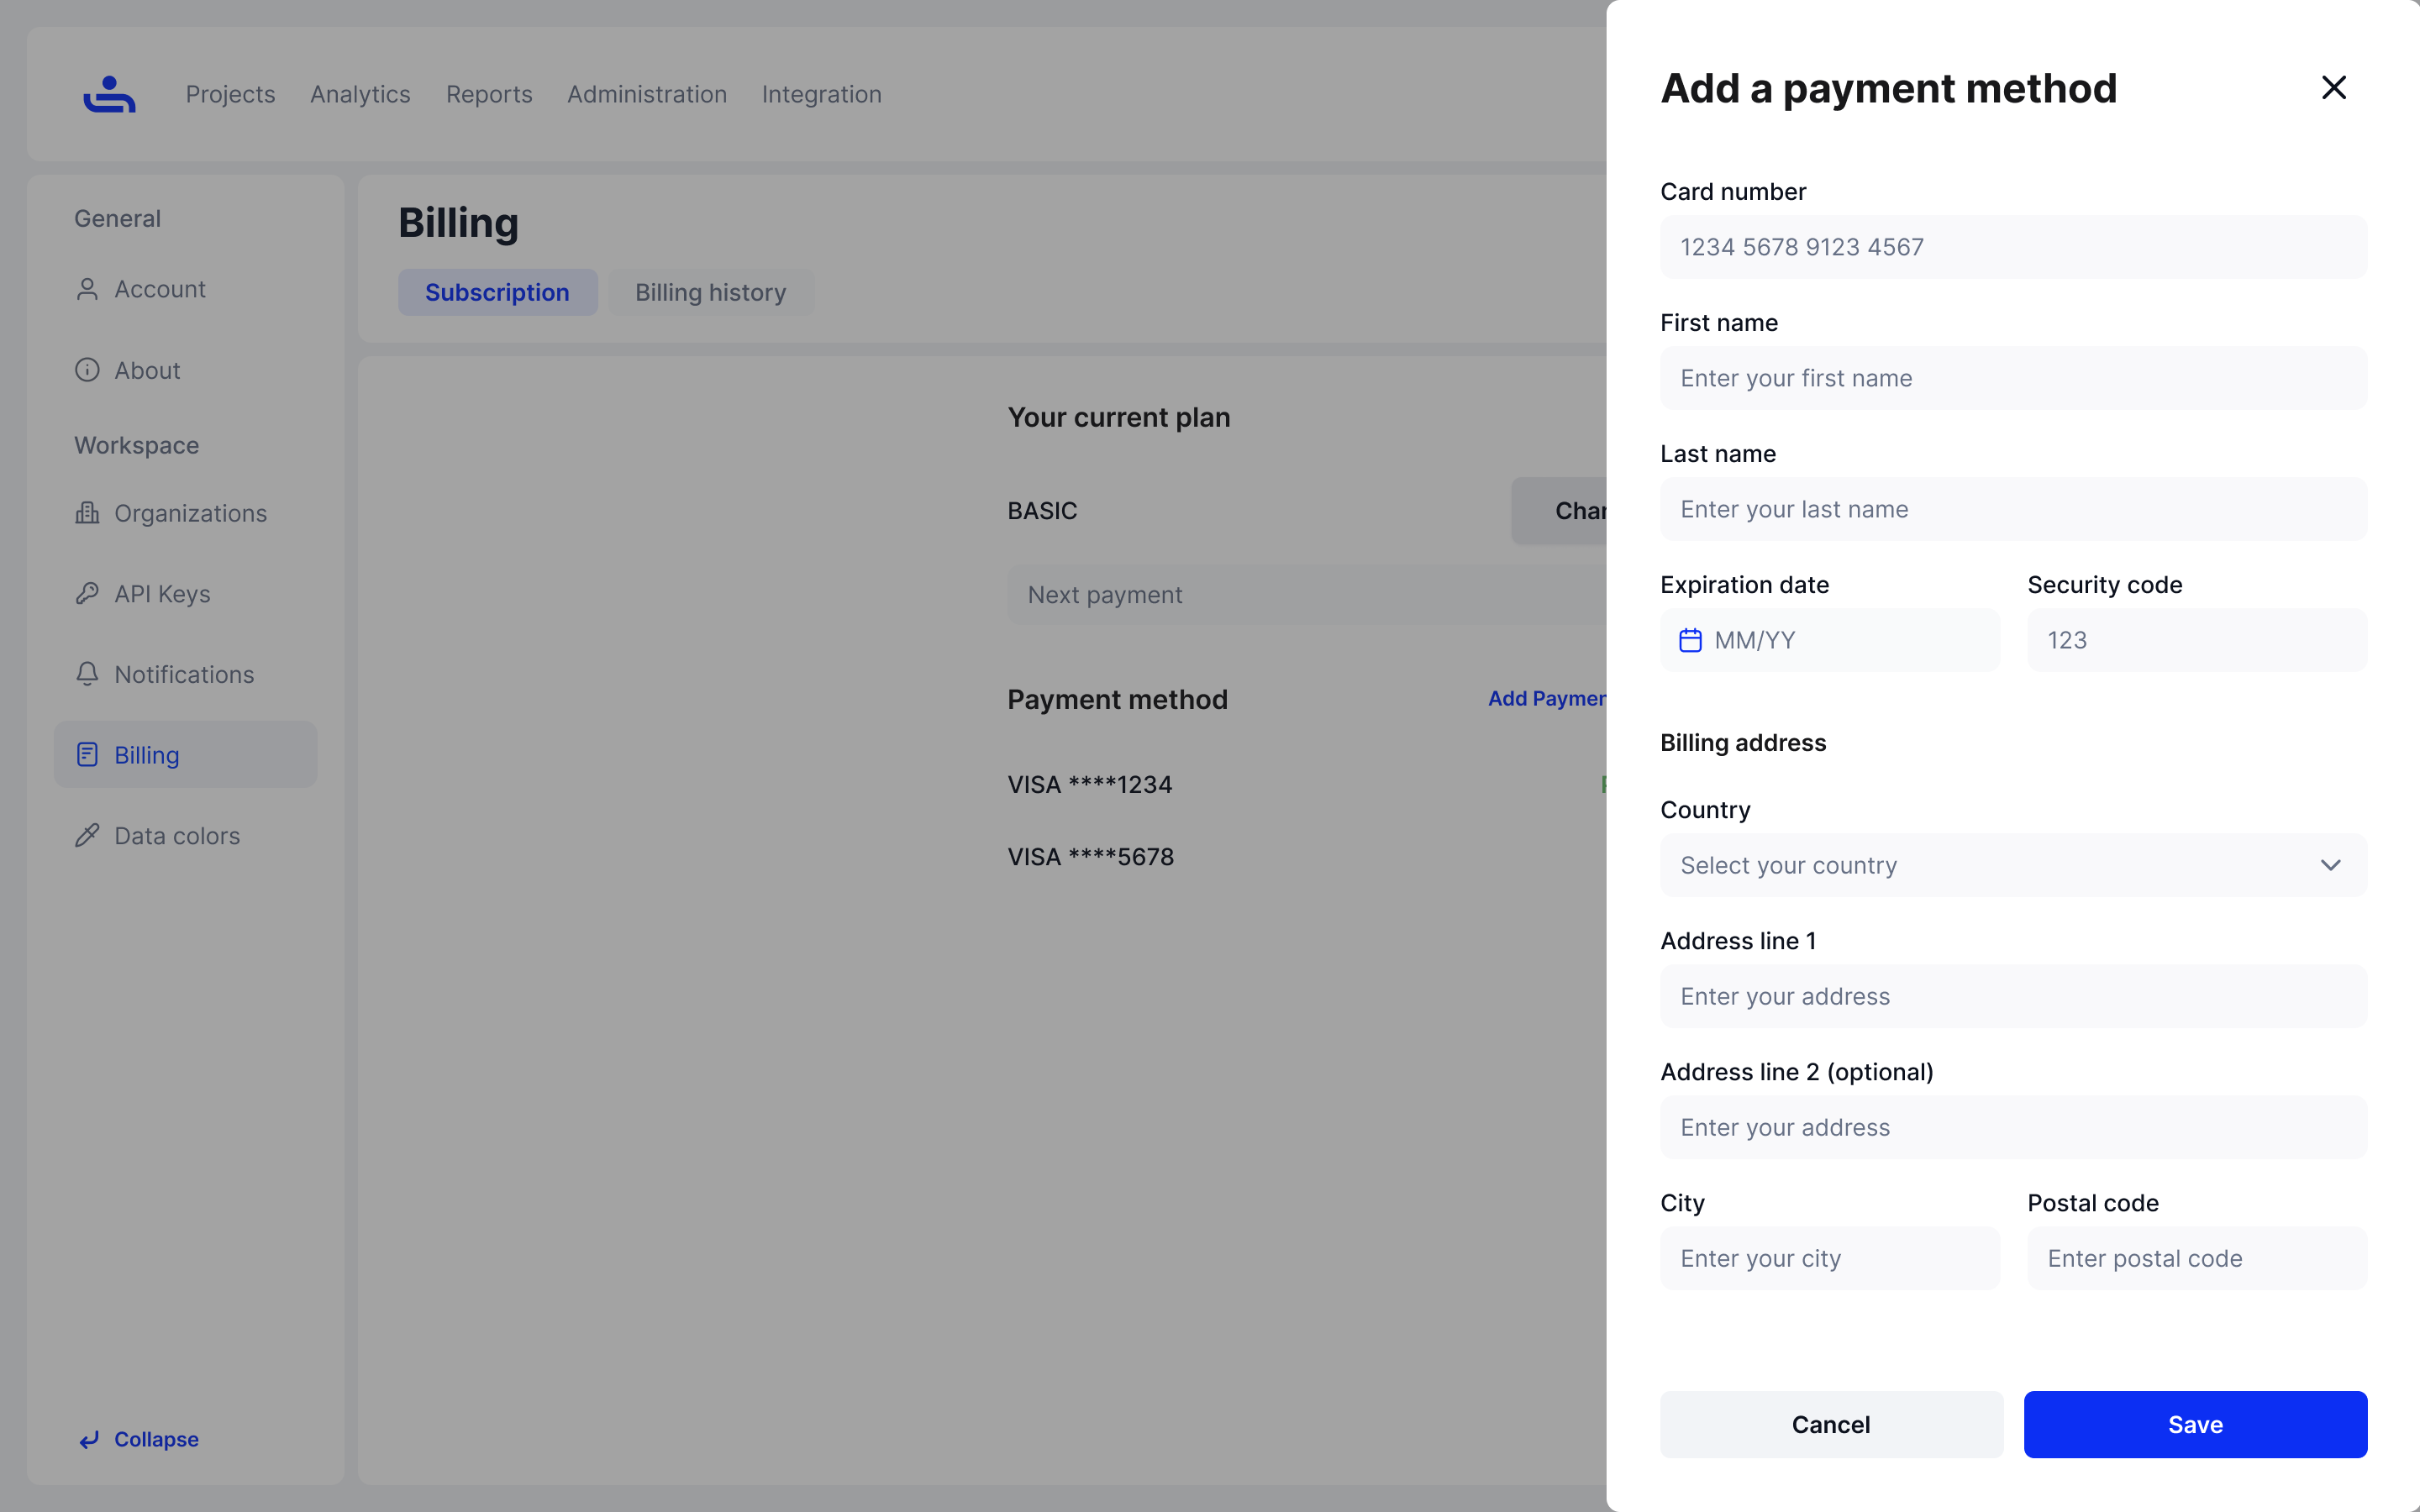 Projects Analytics Reports Administration Integration
General
Account
About
Workspace
Organizations
API Keys
Notifications
Billing
Data colors
Collapse
Billing
Subscription Billing history
Your current plan
BASIC
Next payment
Payment method Add
VISA ****1234
VISA ****5678
Add a payment method
Card number
1234 5678 9123 4567
First name
Enter your first name
Last name
Enter your last name
Expiration date Security code
MM/YY 123
Billing address
Country
Select your country
Address line 1
Enter your address
Address line 2 (optional)
Enter your address
City Postal code
Enter your city Enter postal code
Cancel Save